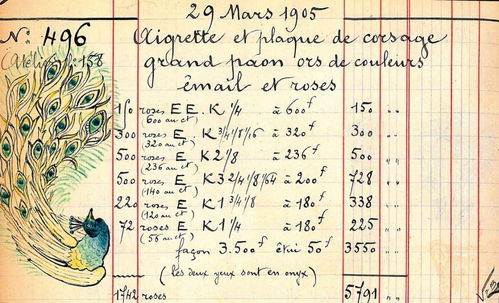 29 Mars 1905
N: 496 Aigrette et plaque de corsage
(Atelier: 158 grand paon ors de couleurs
émail et roses
150 roses E E. K 1/4 à 600f 150 " "
(600 au ct)
300 roses E. K 3/4/8/16 à 320f 300 " "
(320 au ct)
500 roses E K 2 1/8 à 236f 500 " "
(236 au ct)
500 roses E K 3 2/4/8/64 à 200f 728 " "
(140 au ct)
220 roses E K 1 3/4/8 à 180f 338 " "
(120 au ct)
72 roses E K 1 1/4 à 180f 225 " "
(56 au ct)
façon 3.500f étui 50f 3550 " "
(les deux yeux sont en onyx)
1742 roses 5791 " "